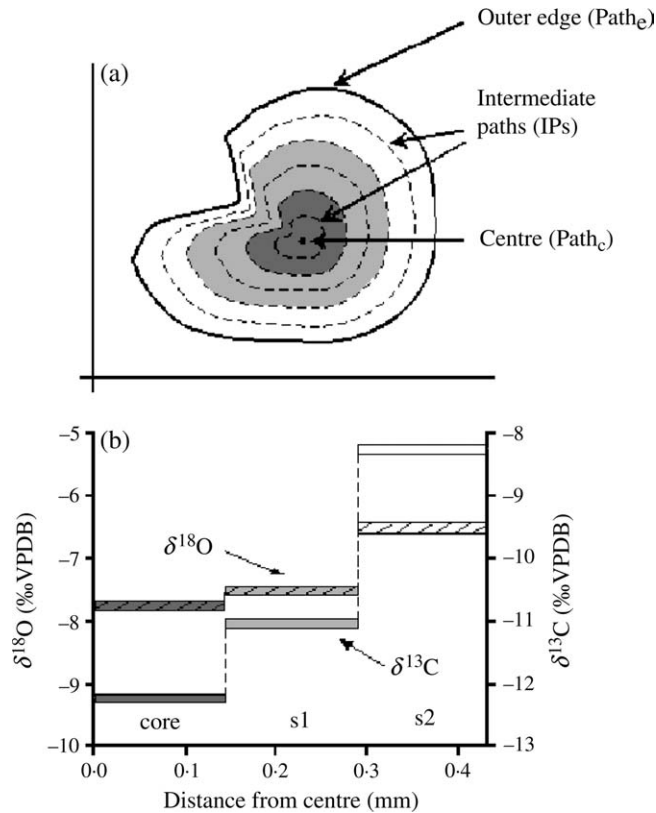 Outer edge (Pathₑ)
(a)
Intermediate
paths (IPs)
Centre (Path_c)
(b)
δ¹⁸O (‰VPDB)
–5
–6
–7
–8
–9
–10
δ¹⁸O
δ¹³C
core
s1
s2
–8
–9
–10
–11
–12
–13
δ¹³C (‰VPDB)
0·0
0·1
0·2
0·3
0·4
Distance from centre (mm)